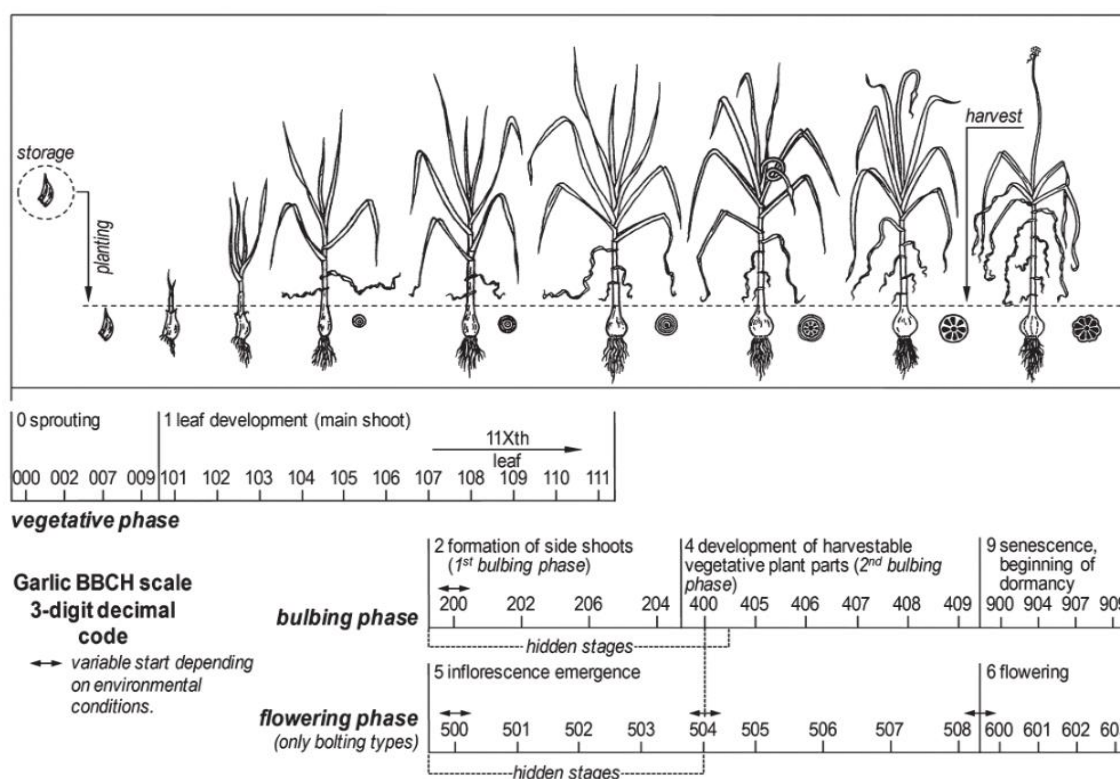 storage
planting
harvest
0 sprouting
1 leaf development (main shoot)
11Xth
leaf
000 002 007 009 101 102 103 104 105 106 107 108 109 110 111
vegetative phase
Garlic BBCH scale
3-digit decimal
code
variable start depending
on environmental
conditions.
2 formation of side shoots
(1st bulbing phase)
4 development of harvestable
vegetative plant parts (2nd bulbing
phase)
9 senescence,
beginning of
dormancy
bulbing phase
200 202 206 204 400 405 406 407 408 409 900 904 907 909
hidden stages
5 inflorescence emergence
6 flowering
flowering phase
(only bolting types)
500 501 502 503 504 505 506 507 508 600 601 602
hidden stages